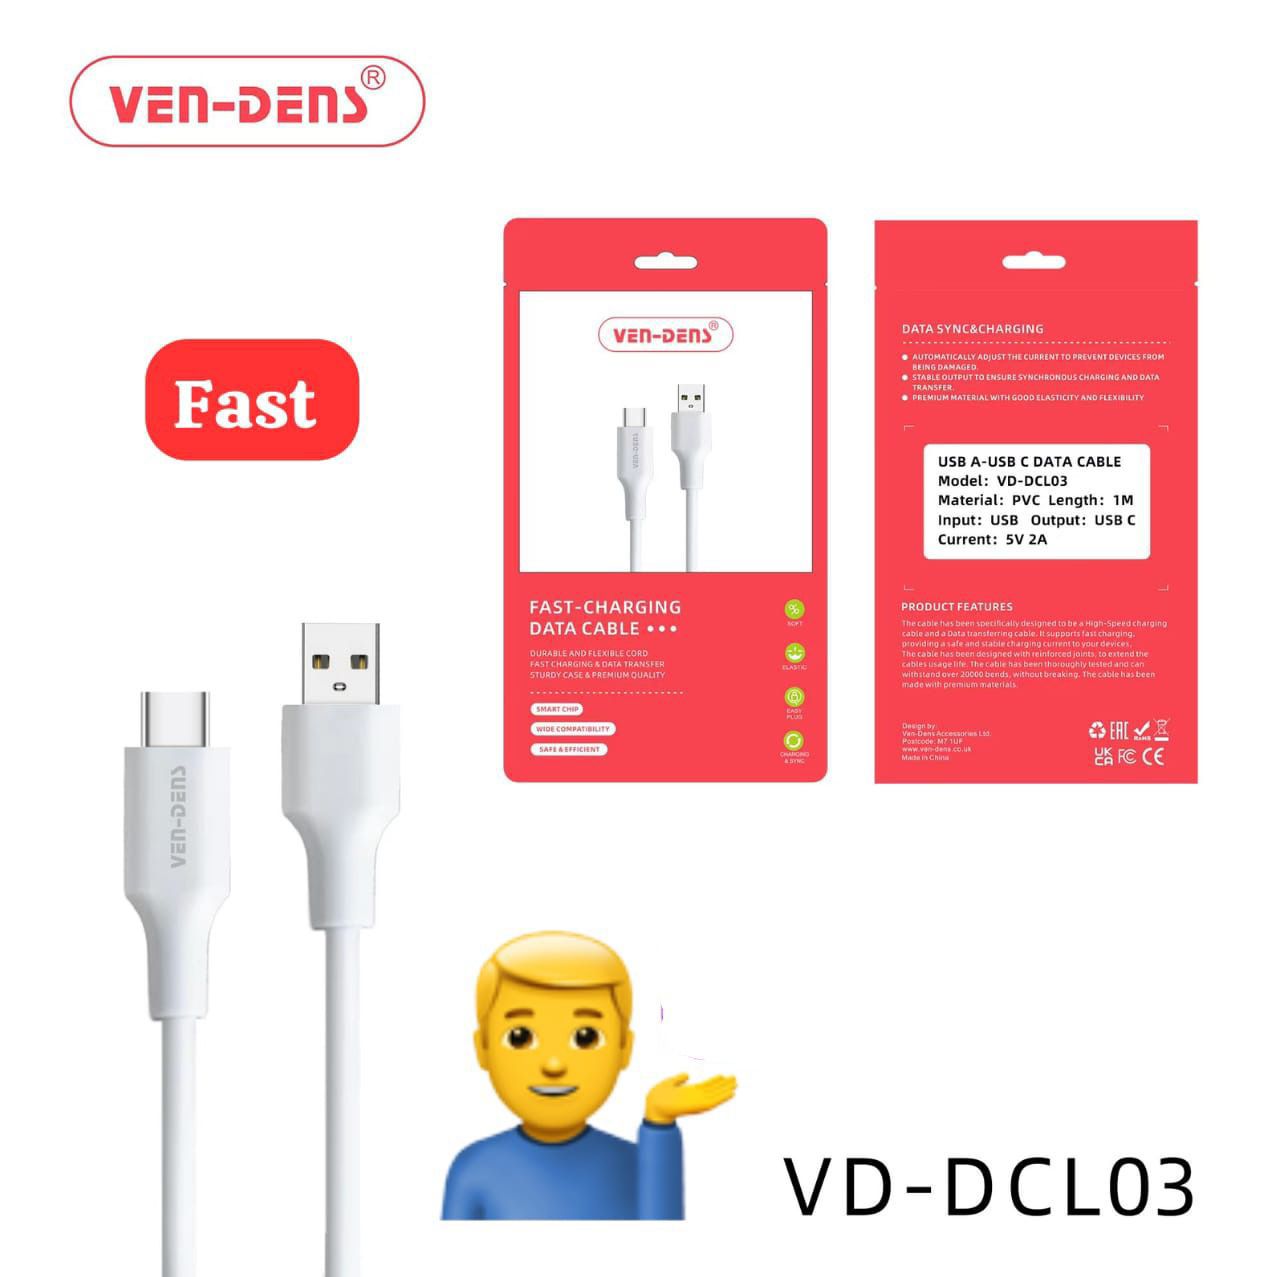 VEN-DENS®
Fast
VEN-DENS®
VEN-DENS
FAST-CHARGING
DATA CABLE •••
DURABLE AND FLEXIBLE CORD
FAST CHARGING & DATA TRANSFER
STURDY CASE & PREMIUM QUALITY
SMART CHIP
WIDE COMPATIBILITY
SAFE & EFFICIENT
SOFT
ELASTIC
EASY
PLUG
CHARGING
& SYNC
DATA SYNC&CHARGING
● AUTOMATICALLY ADJUST THE CURRENT TO PREVENT DEVICES FROM
BEING DAMAGED.
● STABLE OUTPUT TO ENSURE SYNCHRONOUS CHARGING AND DATA
TRANSFER.
● PREMIUM MATERIAL WITH GOOD ELASTICITY AND FLEXIBILITY
USB A-USB C DATA CABLE
Model: VD-DCL03
Material: PVC Length: 1M
Input: USB Output: USB C
Current: 5V 2A
PRODUCT FEATURES
The cable has been specifically designed to be a High-Speed charging
cable and a Data transferring cable. It supports fast charging,
providing a safe and stable charging current to your devices.
The cable has been designed with reinforced joints, to extend the
cables usage life. The cable has been thoroughly tested and can
withstand over 20000 bends, without breaking. The cable has been
made with premium materials.
Design by:
Ven-Dens Accessories Ltd.
Postcode: M7 1UF
www.ven-dens.co.uk
Made in China
EAC RoHS
UK
CA FC CE
VEN-DENS
VD-DCL03